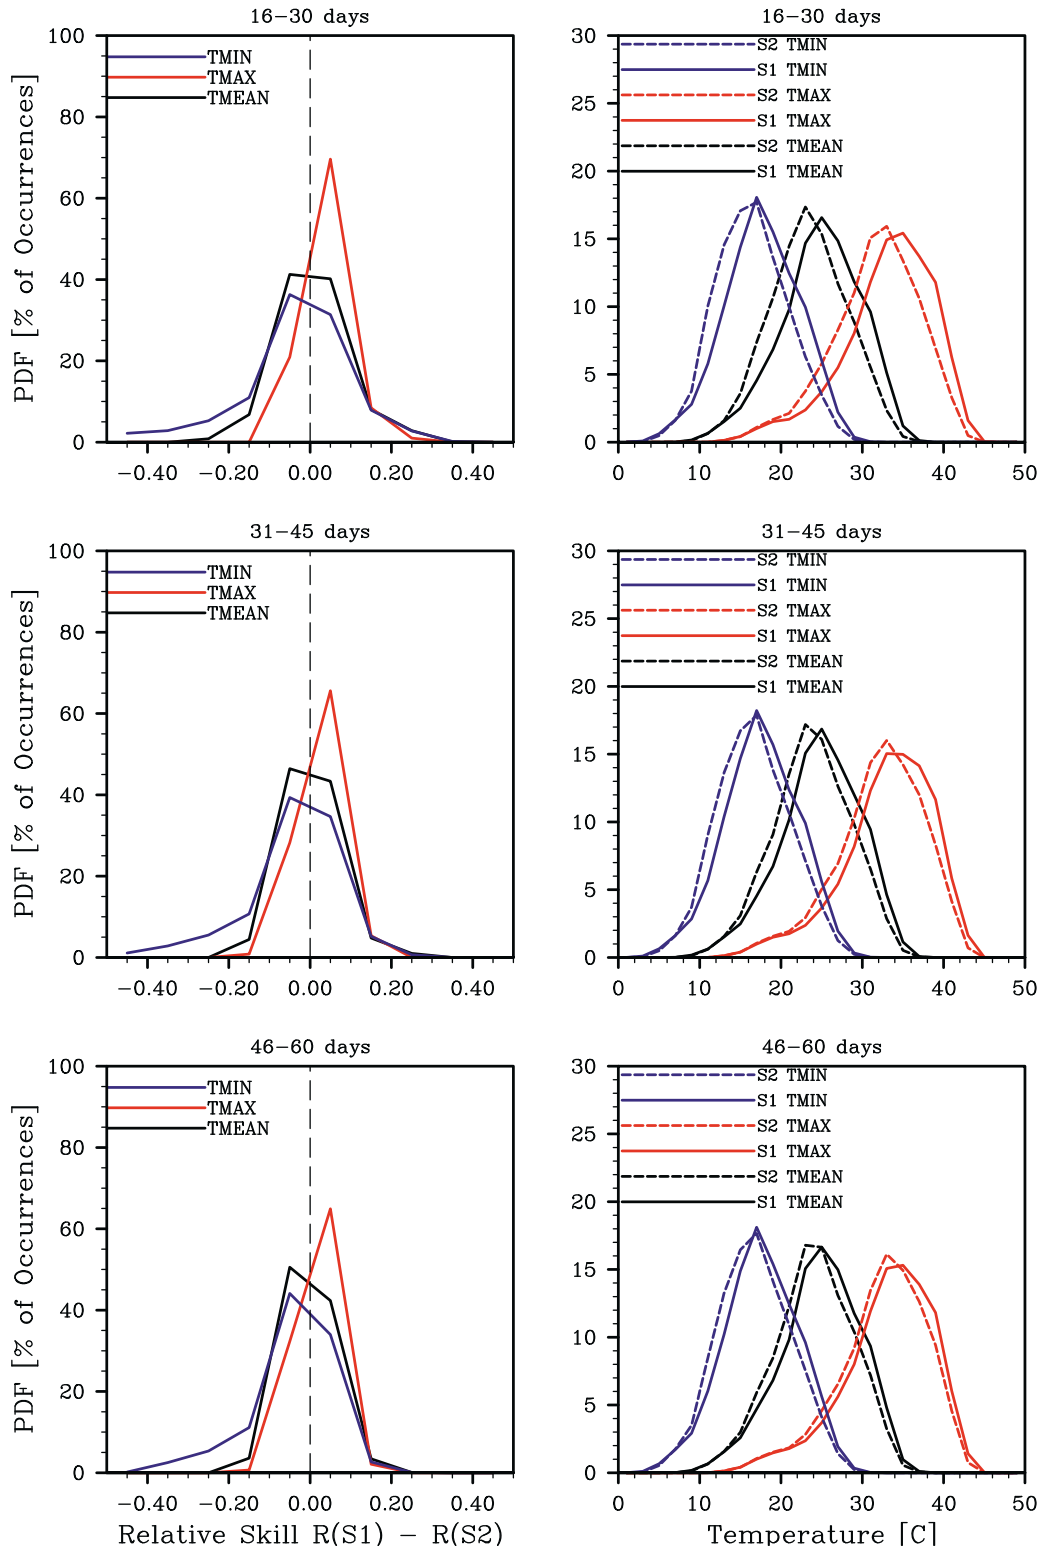 16−30 days
100
80
60
40
20
0
PDF [% of Occurrences]
TMIN
TMAX
TMEAN
−0.40 −0.20 0.00 0.20 0.40
16−30 days
30
25
20
15
10
5
0
S2 TMIN
S1 TMIN
S2 TMAX
S1 TMAX
S2 TMEAN
S1 TMEAN
0 10 20 30 40 50
31−45 days
100
80
60
40
20
0
PDF [% of Occurrences]
TMIN
TMAX
TMEAN
−0.40 −0.20 0.00 0.20 0.40
31−45 days
30
25
20
15
10
5
0
S2 TMIN
S1 TMIN
S2 TMAX
S1 TMAX
S2 TMEAN
S1 TMEAN
0 10 20 30 40 50
46−60 days
100
80
60
40
20
0
PDF [% of Occurrences]
TMIN
TMAX
TMEAN
−0.40 −0.20 0.00 0.20 0.40
Relative Skill R(S1) − R(S2)
46−60 days
30
25
20
15
10
5
0
S2 TMIN
S1 TMIN
S2 TMAX
S1 TMAX
S2 TMEAN
S1 TMEAN
0 10 20 30 40 50
Temperature [C]